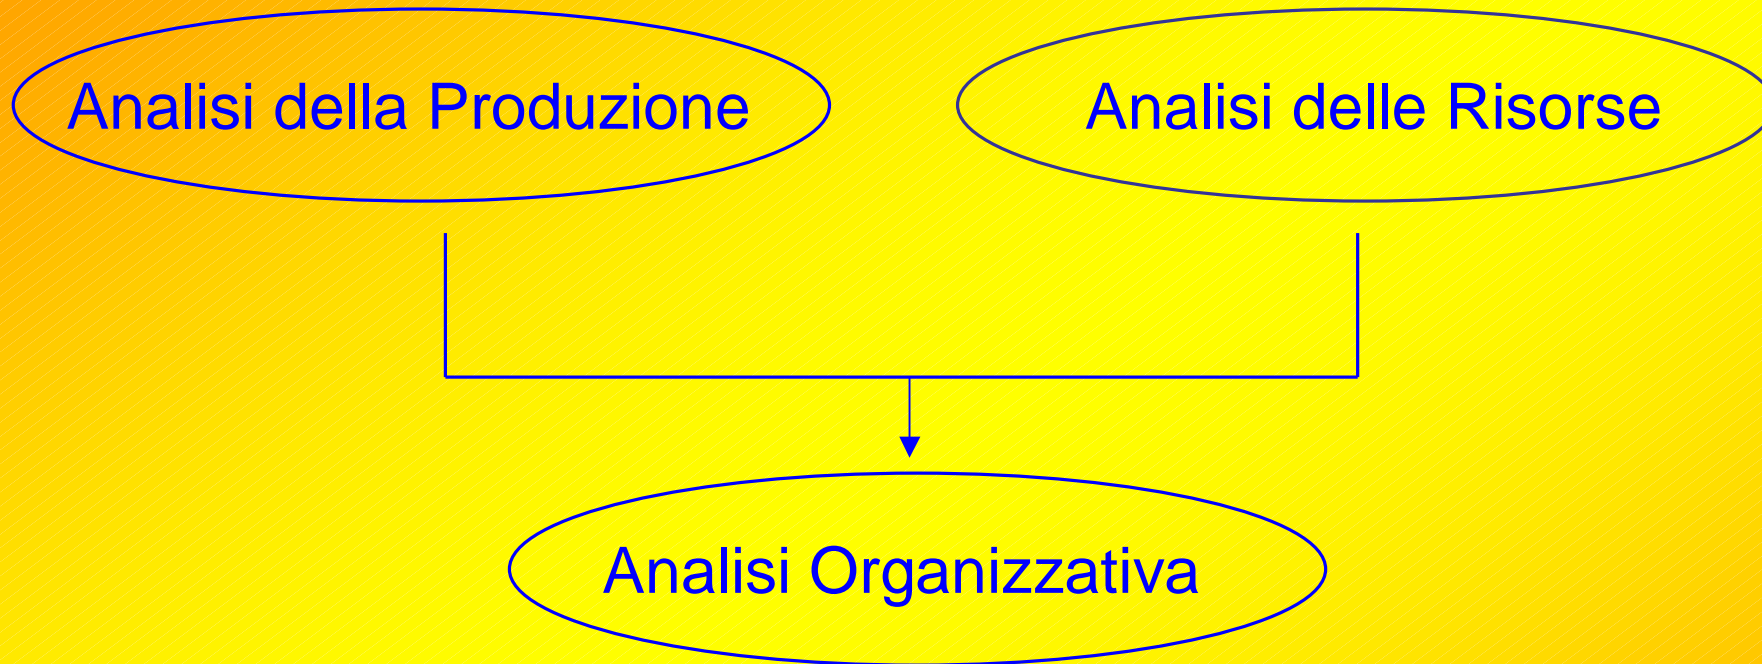 Analisi della Produzione
Analisi delle Risorse
Analisi Organizzativa